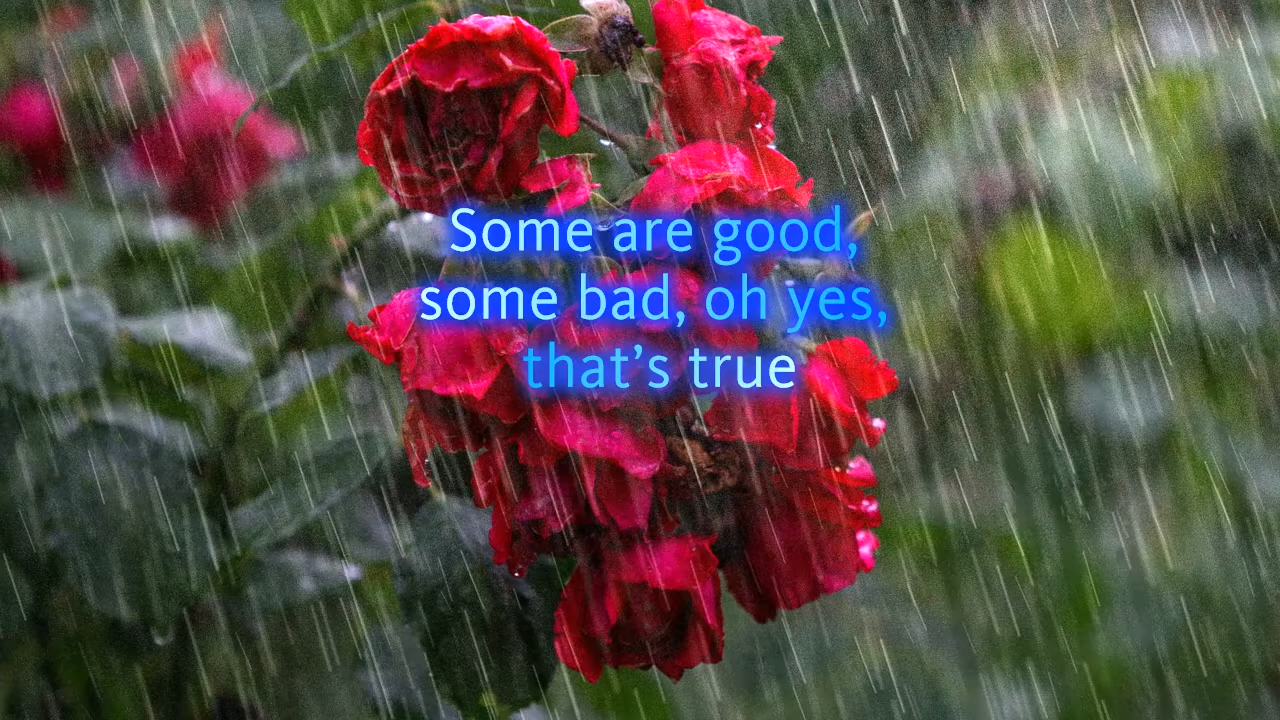 Some are good,
some bad, oh yes,
that’s true